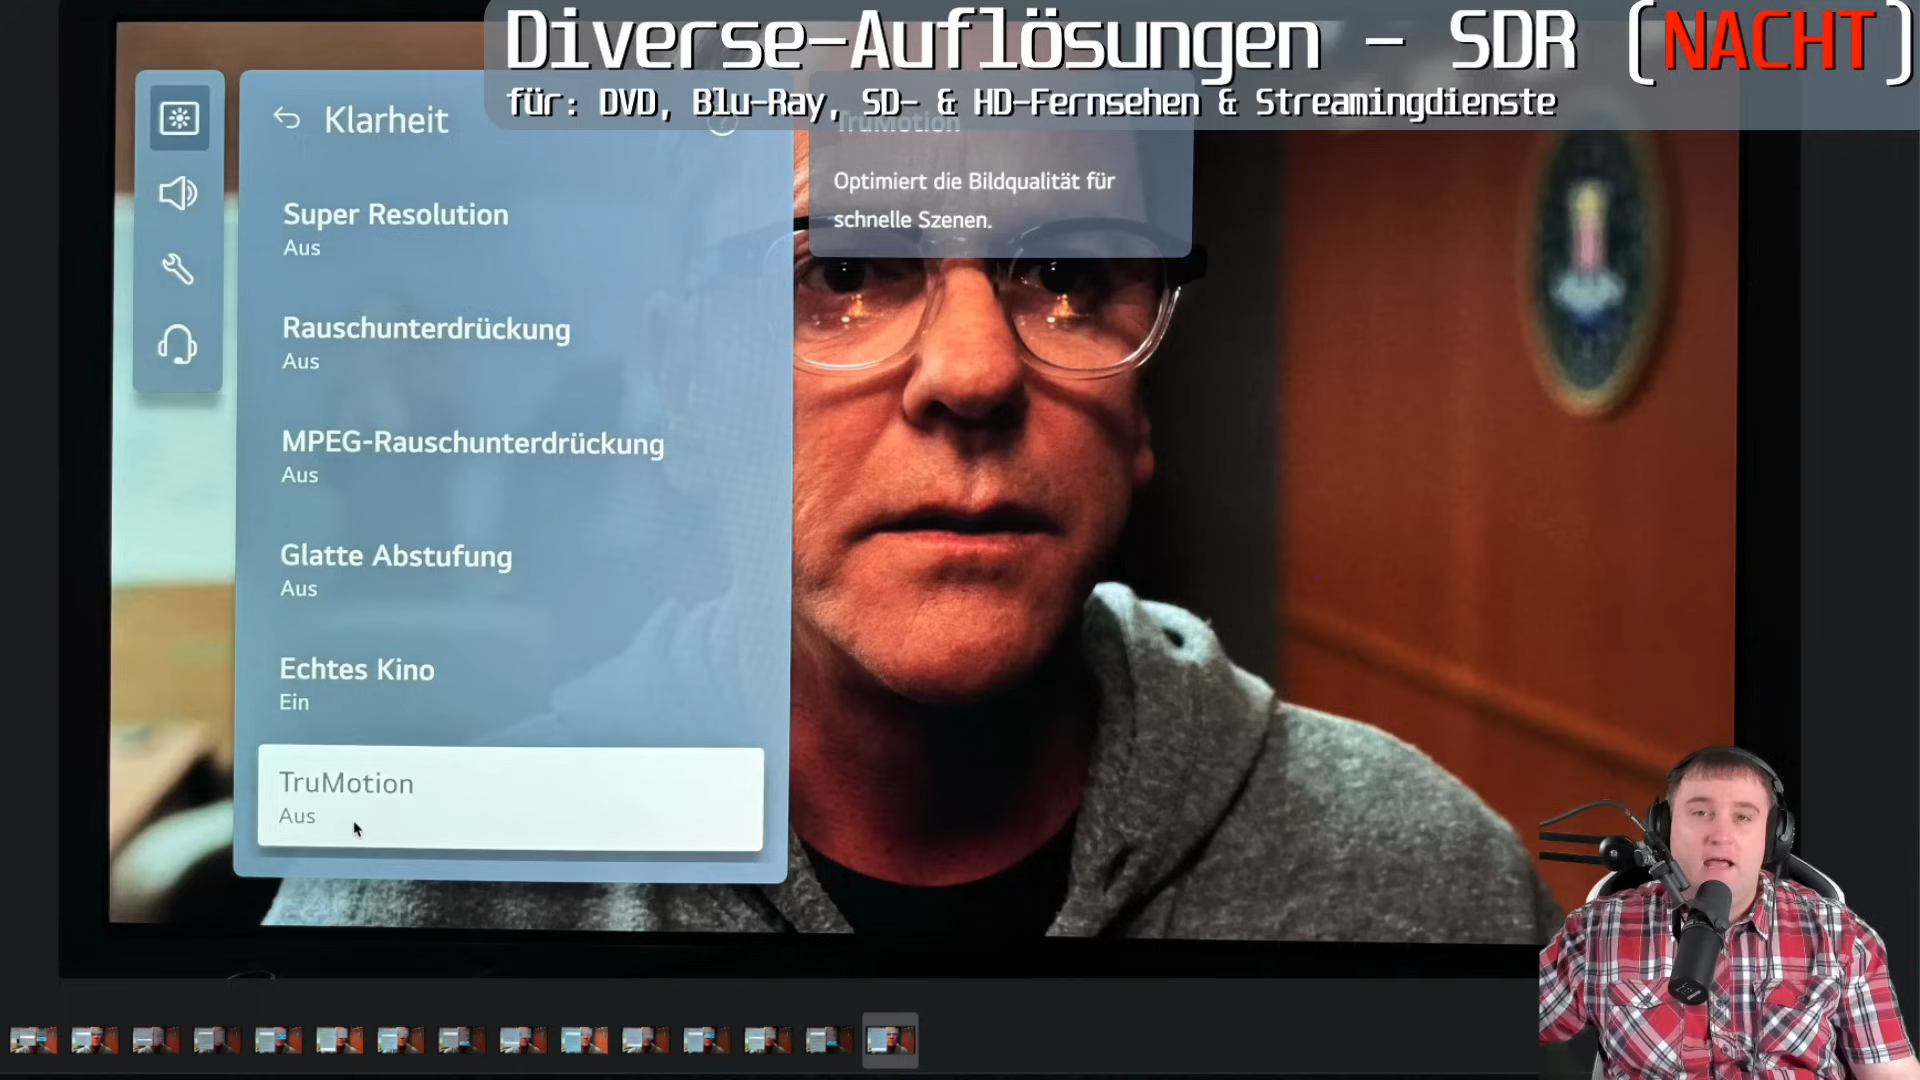 Diverse-Auflösungen - SDR (NACHT)
für: DVD, Blu-Ray, SD- & HD-Fernsehen & Streamingdienste
Klarheit
TruMotion
Optimiert die Bildqualität für
schnelle Szenen.
Super Resolution
Aus
Rauschunterdrückung
Aus
MPEG-Rauschunterdrückung
Aus
Glatte Abstufung
Aus
Echtes Kino
Ein
TruMotion
Aus